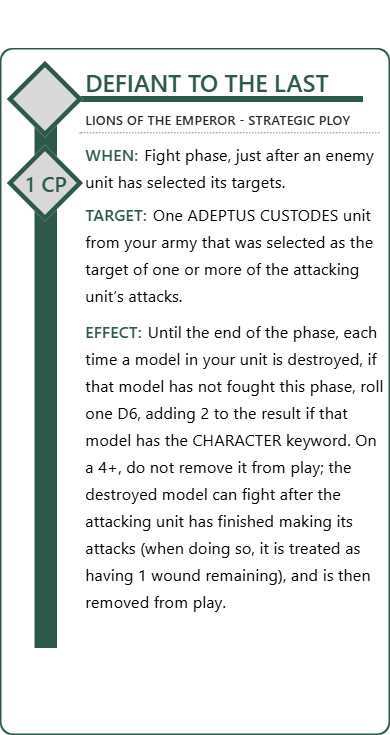 DEFIANT TO THE LAST
LIONS OF THE EMPEROR - STRATEGIC PLOY
1 CP
WHEN: Fight phase, just after an enemy
unit has selected its targets.
TARGET: One ADEPTUS CUSTODES unit
from your army that was selected as the
target of one or more of the attacking
unit's attacks.
EFFECT: Until the end of the phase, each
time a model in your unit is destroyed, if
that model has not fought this phase, roll
one D6, adding 2 to the result if that
model has the CHARACTER keyword. On
a 4+, do not remove it from play; the
destroyed model can fight after the
attacking unit has finished making its
attacks (when doing so, it is treated as
having 1 wound remaining), and is then
removed from play.